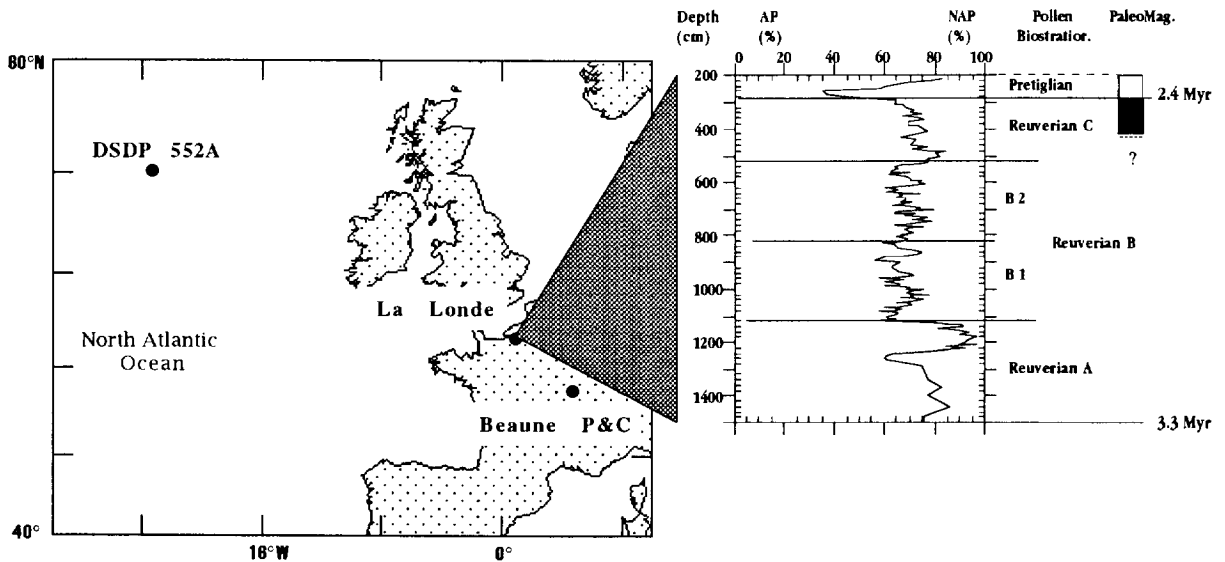 80°N
DSDP 552A
La Londe
North Atlantic
Ocean
Beaune P&C
40°
16°W
0°
Depth
(cm)
AP
(%)
NAP
(%)
Pollen
Biostratior.
PaleoMag.
0 20 40 60 80 100
200
400
600
800
1000
1200
1400
Pretiglian
Reuverian C
B 2
Reuverian B
B 1
Reuverian A
2.4 Myr
?
3.3 Myr